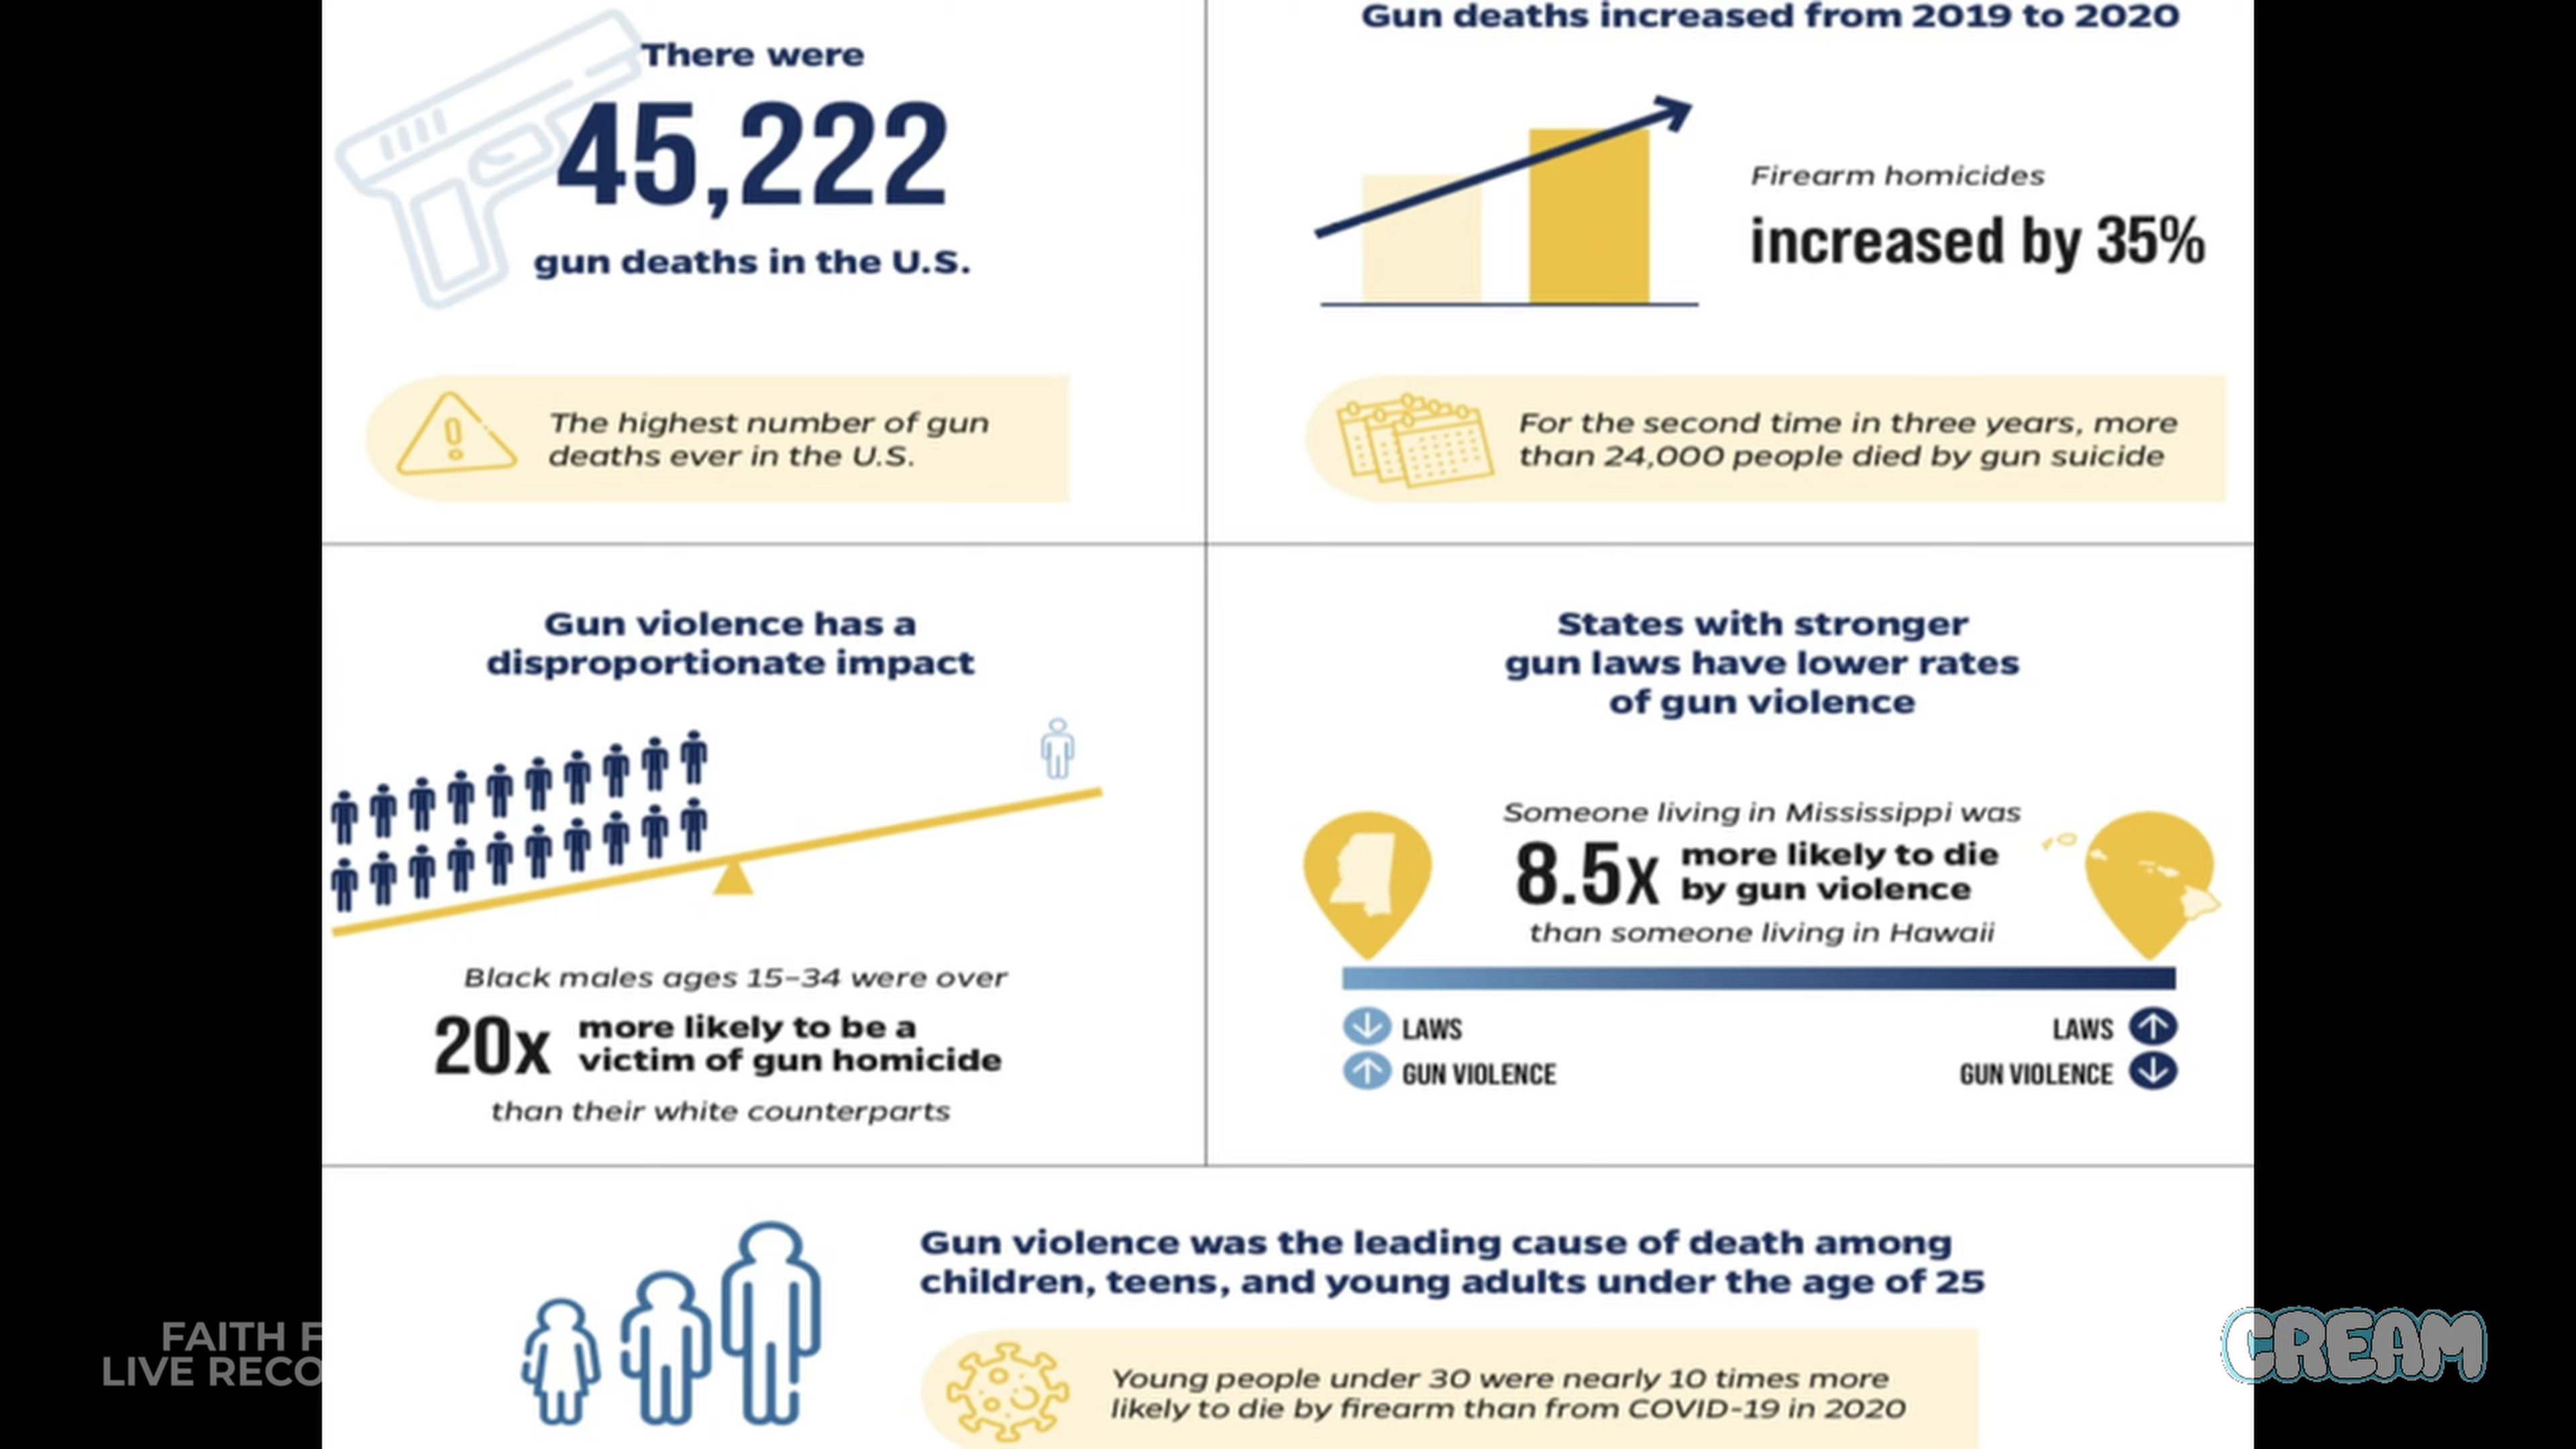 There were
45,222
gun deaths in the U.S.
The highest number of gun
deaths ever in the U.S.
Gun deaths increased from 2019 to 2020
Firearm homicides
increased by 35%
For the second time in three years, more
than 24,000 people died by gun suicide
Gun violence has a
disproportionate impact
Black males ages 15–34 were over
20x more likely to be a
victim of gun homicide
than their white counterparts
States with stronger
gun laws have lower rates
of gun violence
Someone living in Mississippi was
8.5x more likely to die
by gun violence
than someone living in Hawaii
LAWS
GUN VIOLENCE
LAWS
GUN VIOLENCE
Gun violence was the leading cause of death among
children, teens, and young adults under the age of 25
Young people under 30 were nearly 10 times more
likely to die by firearm than from COVID-19 in 2020
FAITH F
LIVE RECO
CREAM